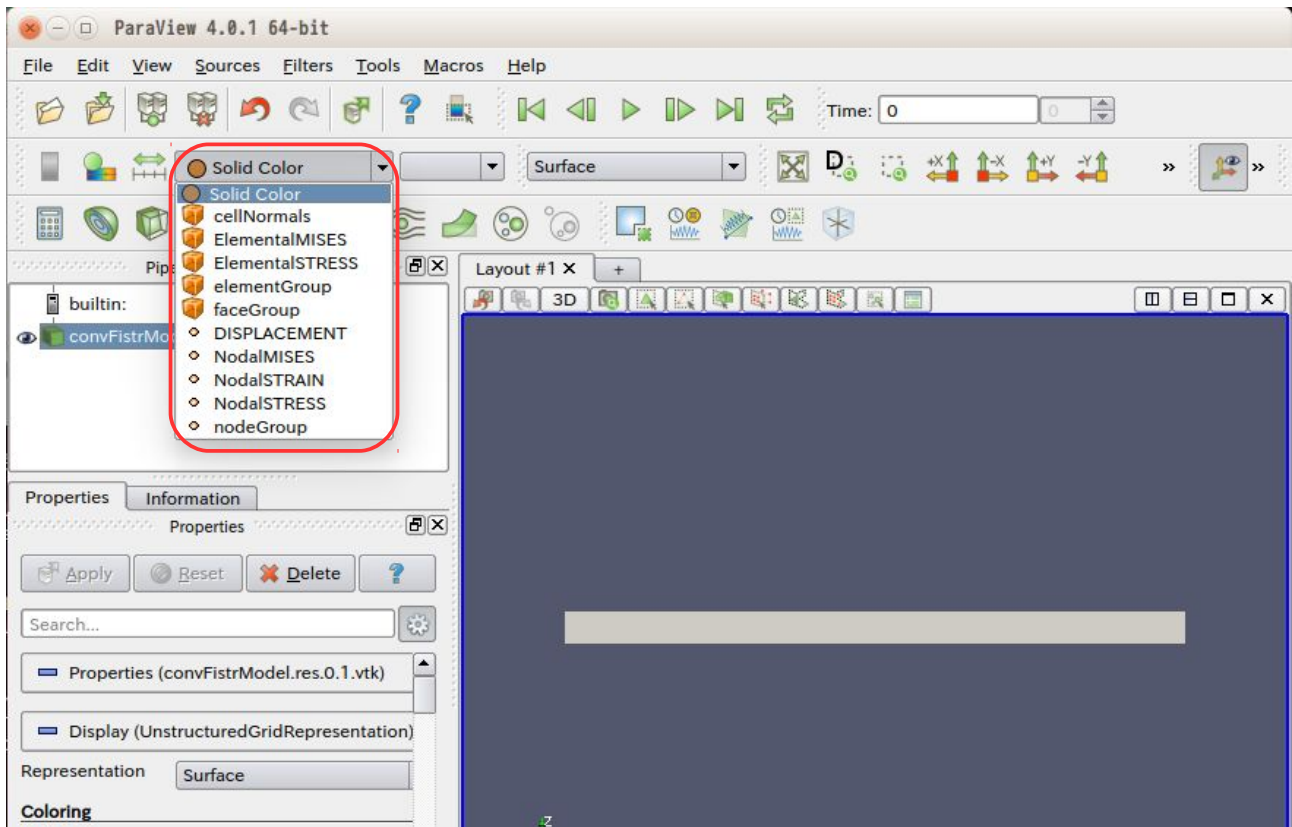 ParaView 4.0.1 64-bit
File Edit View Sources Filters Tools Macros Help
Time: 0 0
Solid Color Surface
+X -X +Y -Y » »
Solid Color
cellNormals
ElementalMISES
ElementalSTRESS
elementGroup
faceGroup
DISPLACEMENT
NodalMISES
NodalSTRAIN
NodalSTRESS
nodeGroup
Pipe
builtin:
convFistrMo
Layout #1 +
3D
Properties Information
Properties
Apply Reset Delete
Search...
Properties (convFistrModel.res.0.1.vtk)
Display (UnstructuredGridRepresentation)
Representation Surface
Coloring
Z